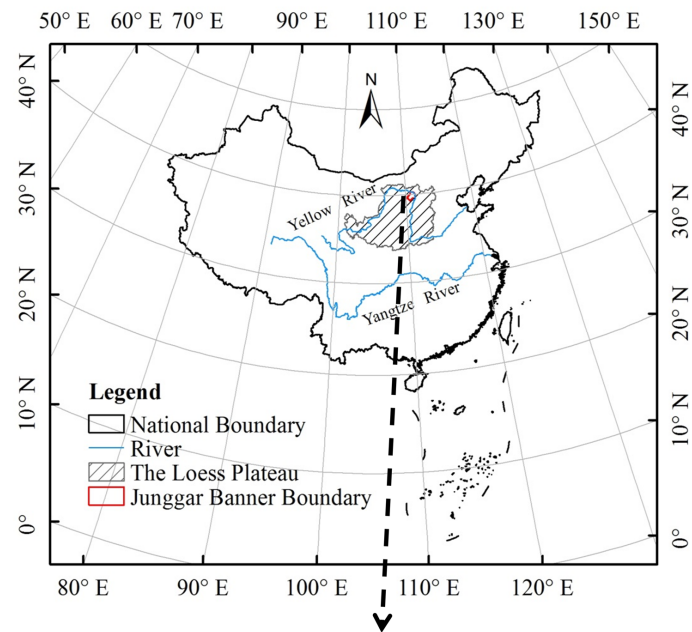 50° E 60° E 70° E 90° E 110° E 130° E 150° E
N
40° N
40° N
30° N
30° N
Yellow River
20° N
20° N
Yangtze River
10° N
10° N
Legend
National Boundary
River
The Loess Plateau
Junggar Banner Boundary
0°
0°
80° E 90° E 100° E 110° E 120° E